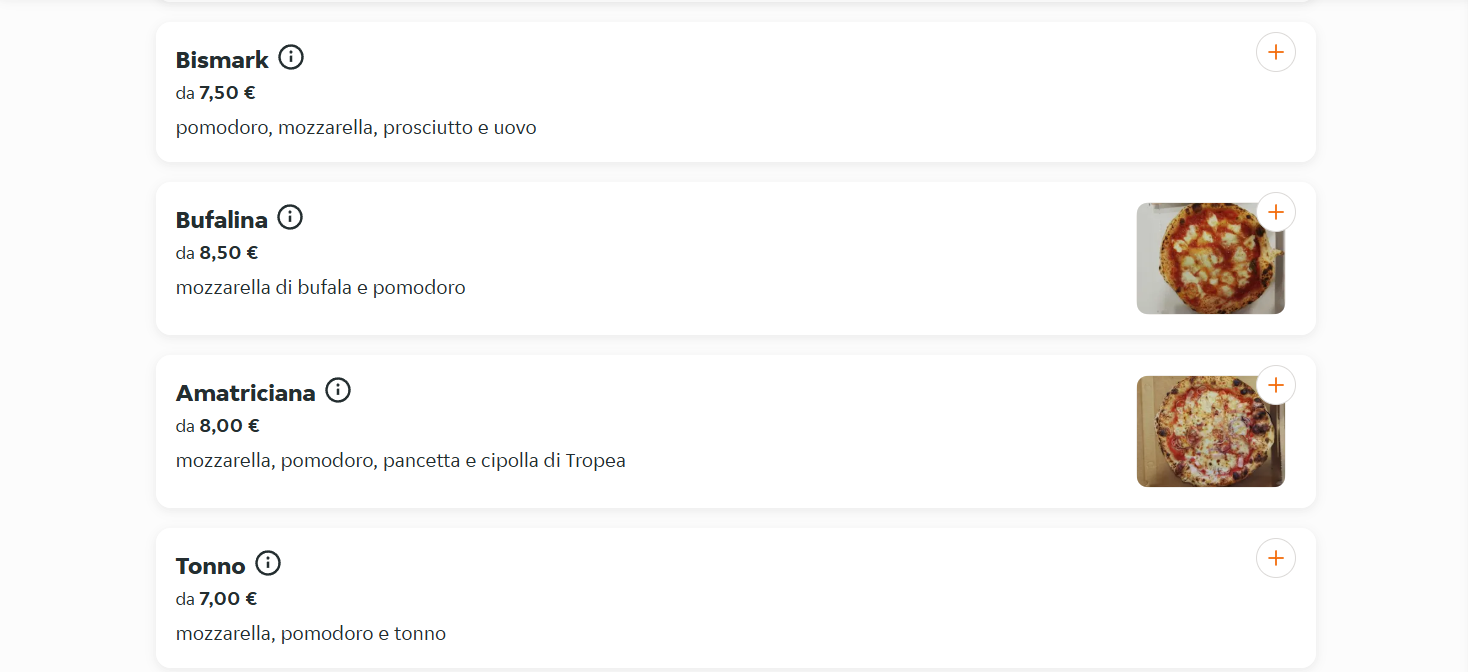 Bismark
da 7,50 €
pomodoro, mozzarella, prosciutto e uovo
Bufalina
da 8,50 €
mozzarella di bufala e pomodoro
Amatriciana
da 8,00 €
mozzarella, pomodoro, pancetta e cipolla di Tropea
Tonno
da 7,00 €
mozzarella, pomodoro e tonno